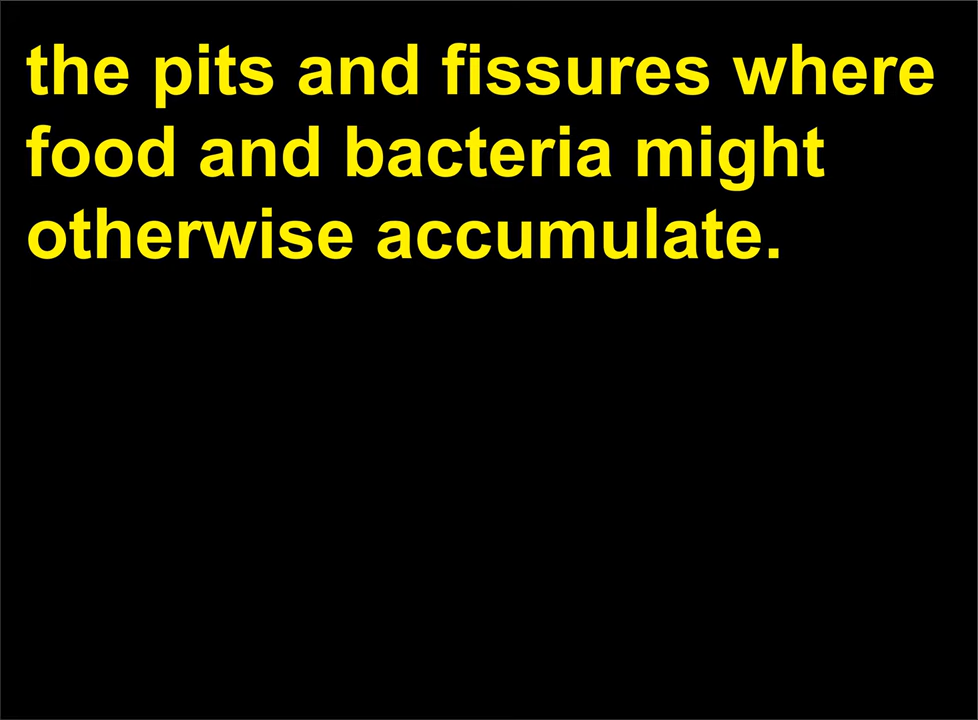 the pits and fissures where
food and bacteria might
otherwise accumulate.